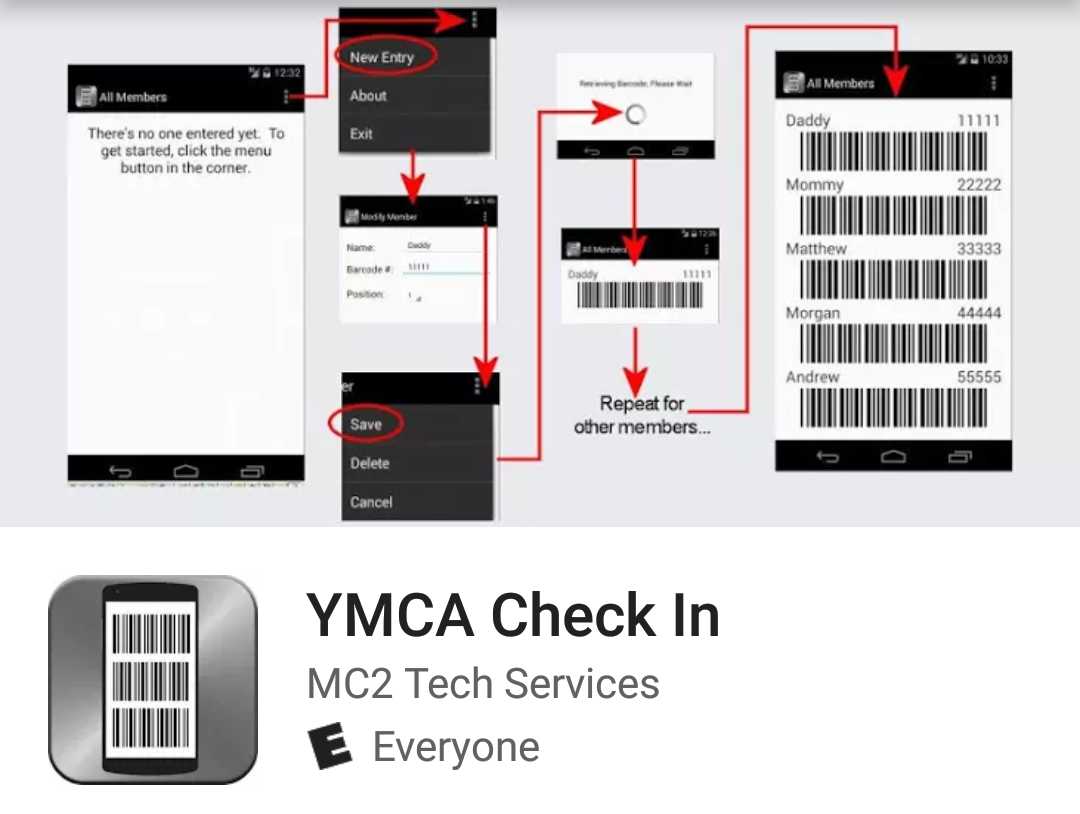 12:32
All Members
There's no one entered yet. To
get started, click the menu
button in the corner.
New Entry
About
Exit
Modify Member
Name: Daddy
Barcode #: 11111
Position: 1
er
Save
Delete
Cancel
Retrieving Barcode, Please Wait
All Members
Daddy 11111
Repeat for
other members...
10:33
All Members
Daddy 11111
Mommy 22222
Matthew 33333
Morgan 44444
Andrew 55555
YMCA Check In
MC2 Tech Services
E Everyone